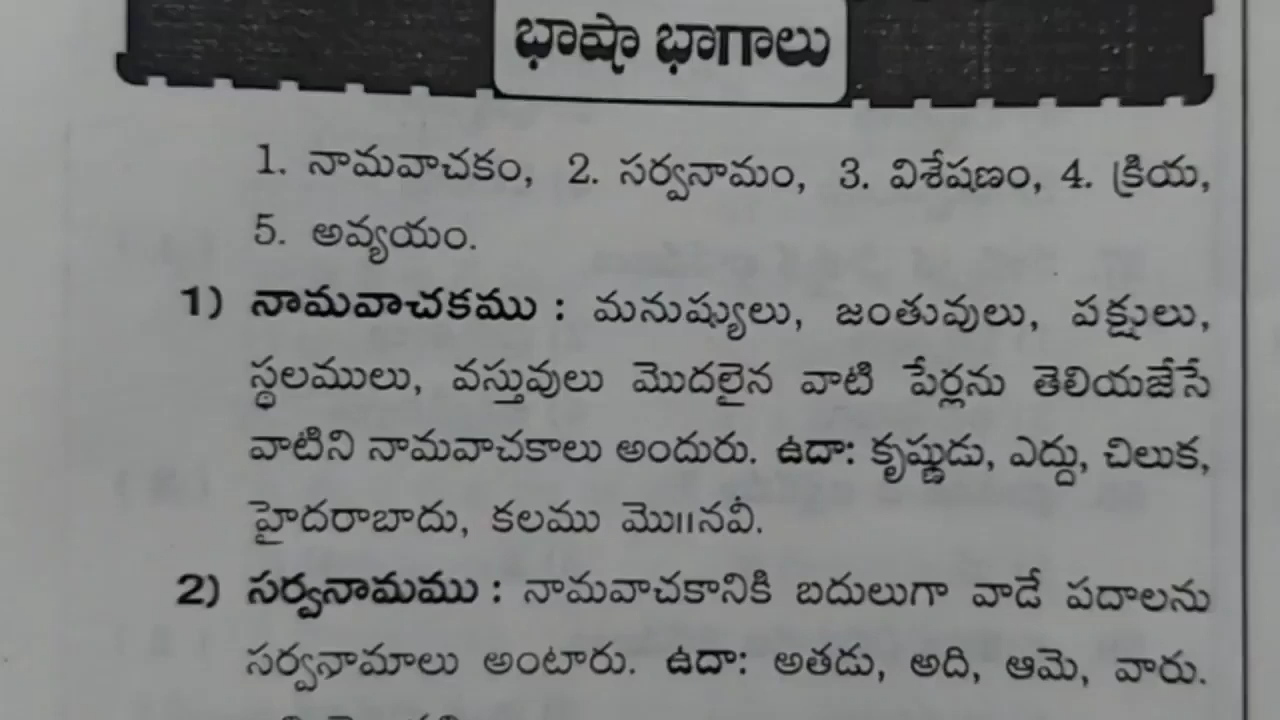 భాషా భాగాలు
1. నామవాచకం, 2. సర్వనామం, 3. విశేషణం, 4. క్రియ,
5. అవ్యయం.
1) నామవాచకము : మనుష్యులు, జంతువులు, పక్షులు,
స్థలములు, వస్తువులు మొదలైన వాటి పేర్లను తెలియజేసే
వాటిని నామవాచకాలు అందురు. ఉదా: కృష్ణుడు, ఎద్దు, చిలుక,
హైదరాబాదు, కలము మొ॥నవి.
2) సర్వనామము : నామవాచకానికి బదులుగా వాడే పదాలను
సర్వనామాలు అంటారు. ఉదా: అతడు, అది, ఆమె, వారు.